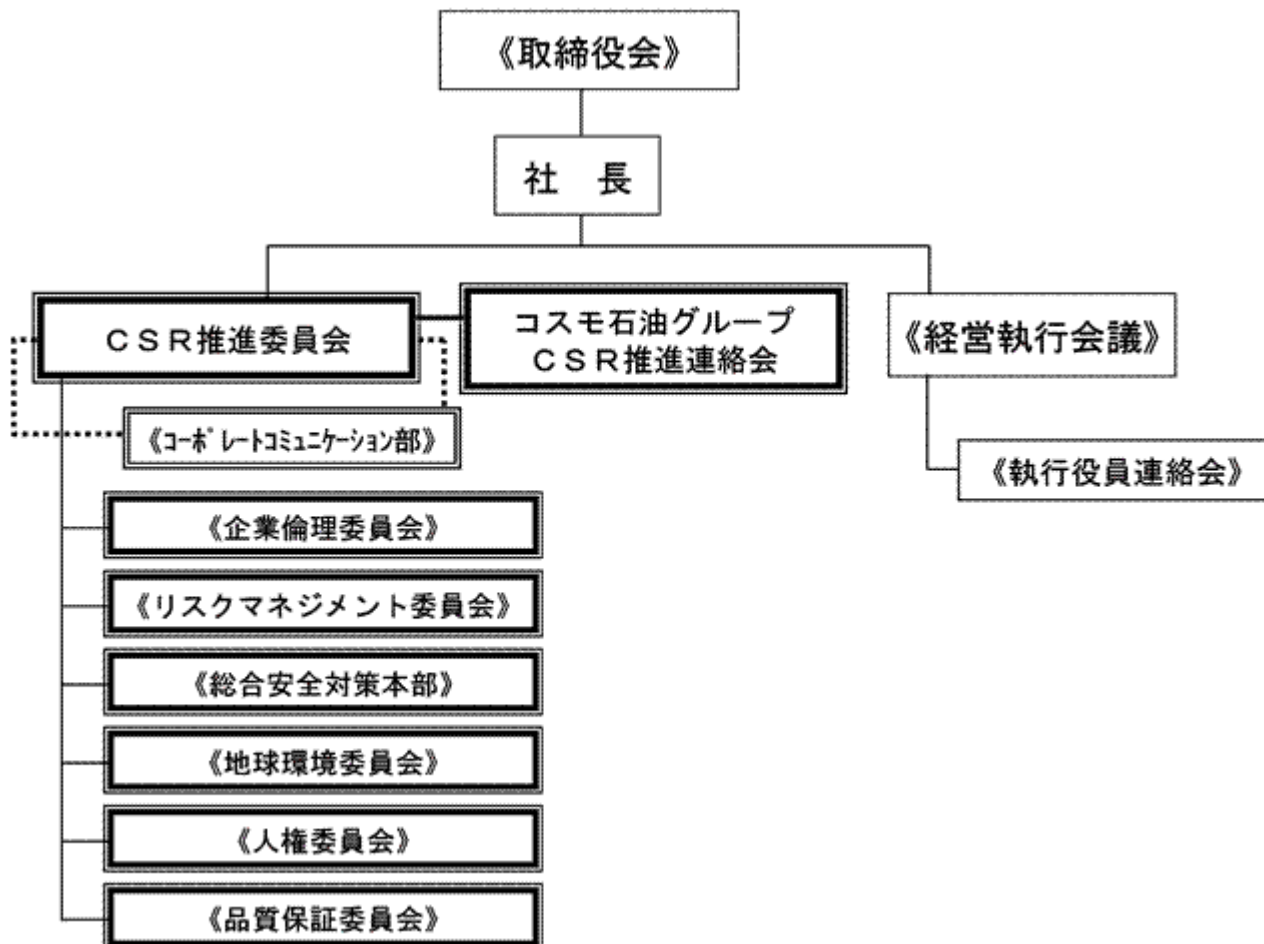 《取締役会》
社　長
ＣＳＲ推進委員会
コスモ石油グループ
ＣＳＲ推進連絡会
《経営執行会議》
《ｺｰﾎﾟﾚｰﾄｺﾐｭﾆｹｰｼｮﾝ部》
《執行役員連絡会》
《企業倫理委員会》
《リスクマネジメント委員会》
《総合安全対策本部》
《地球環境委員会》
《人権委員会》
《品質保証委員会》